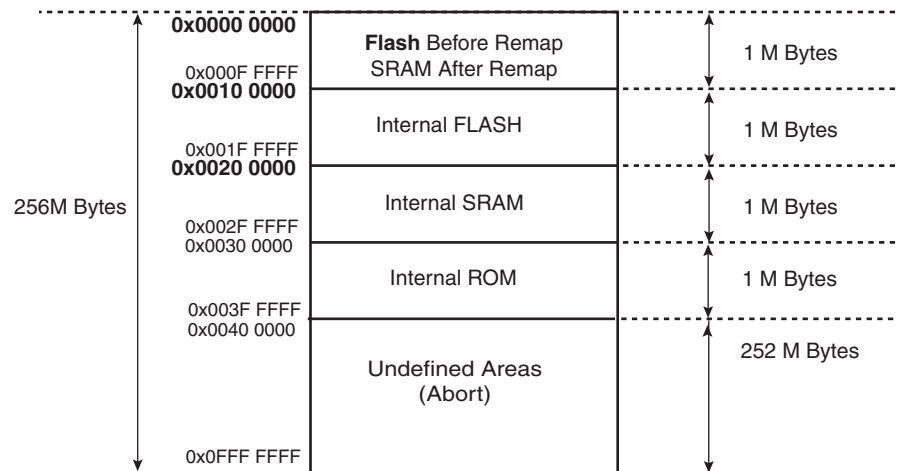 0x0000 0000
Flash Before Remap
SRAM After Remap
1 M Bytes
0x000F FFFF
0x0010 0000
Internal FLASH
1 M Bytes
0x001F FFFF
0x0020 0000
256M Bytes
Internal SRAM
1 M Bytes
0x002F FFFF
0x0030 0000
Internal ROM
1 M Bytes
0x003F FFFF
0x0040 0000
252 M Bytes
Undefined Areas
(Abort)
0x0FFF FFFF